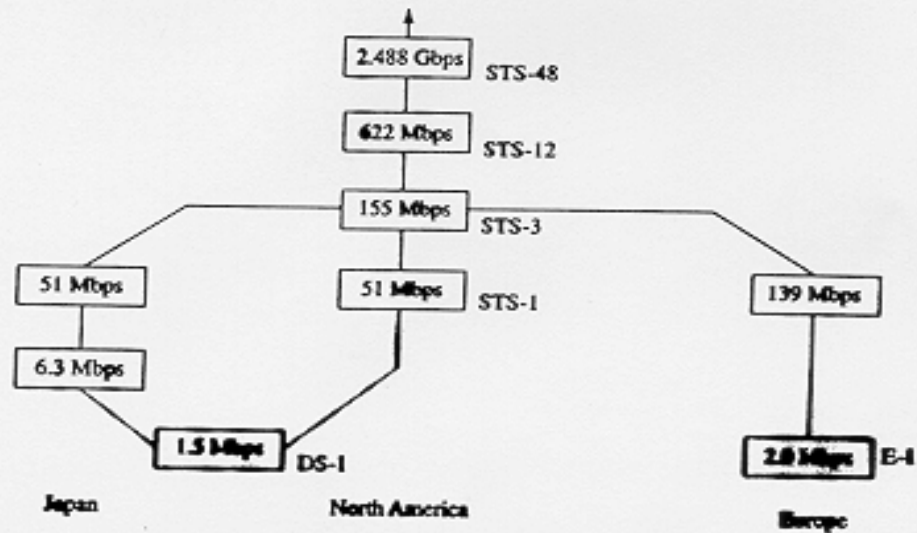 2.488 Gbps
STS-48
622 Mbps
STS-12
155 Mbps
STS-3
51 Mbps
51 Mbps
STS-1
139 Mbps
6.3 Mbps
1.5 Mbps
DS-1
2.0 Mbps
E-1
Japan
North America
Europe